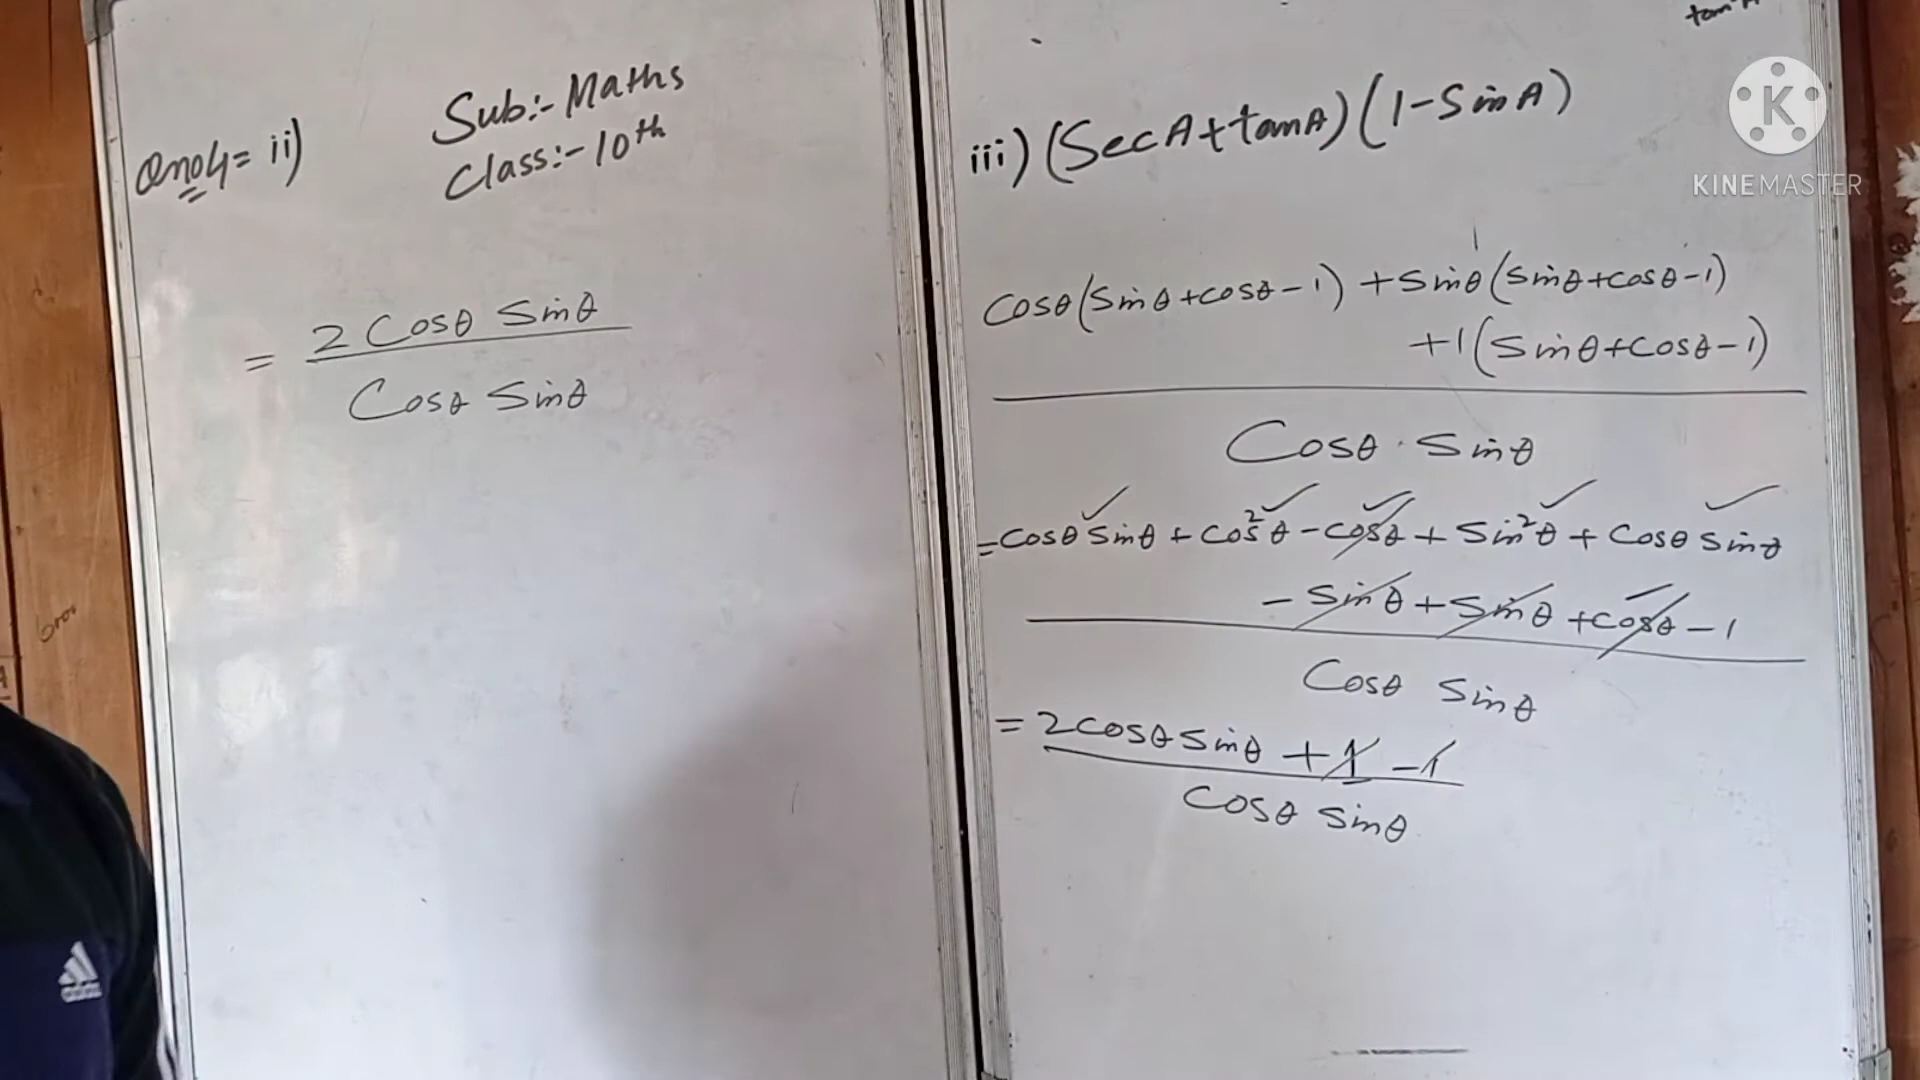 Qno4= ii)
Sub:- Maths
Class:- 10th
= 2 Cosθ Sinθ
Cosθ Sinθ
tan A
KINEMASTER
iii) (SecA+tanA) (1-SinA)
Cosθ(Sinθ+cosθ-1) +Sinθ(Sinθ+cosθ-1)
+1(Sinθ+cosθ-1)
Cosθ . Sinθ
=cosθ Sinθ + cos²θ - cosθ + Sin²θ + Cosθ Sinθ
- Sinθ + Sinθ +cosθ - 1
Cosθ Sinθ
= 2cosθ Sinθ + 1 - 1
Cosθ Sinθ